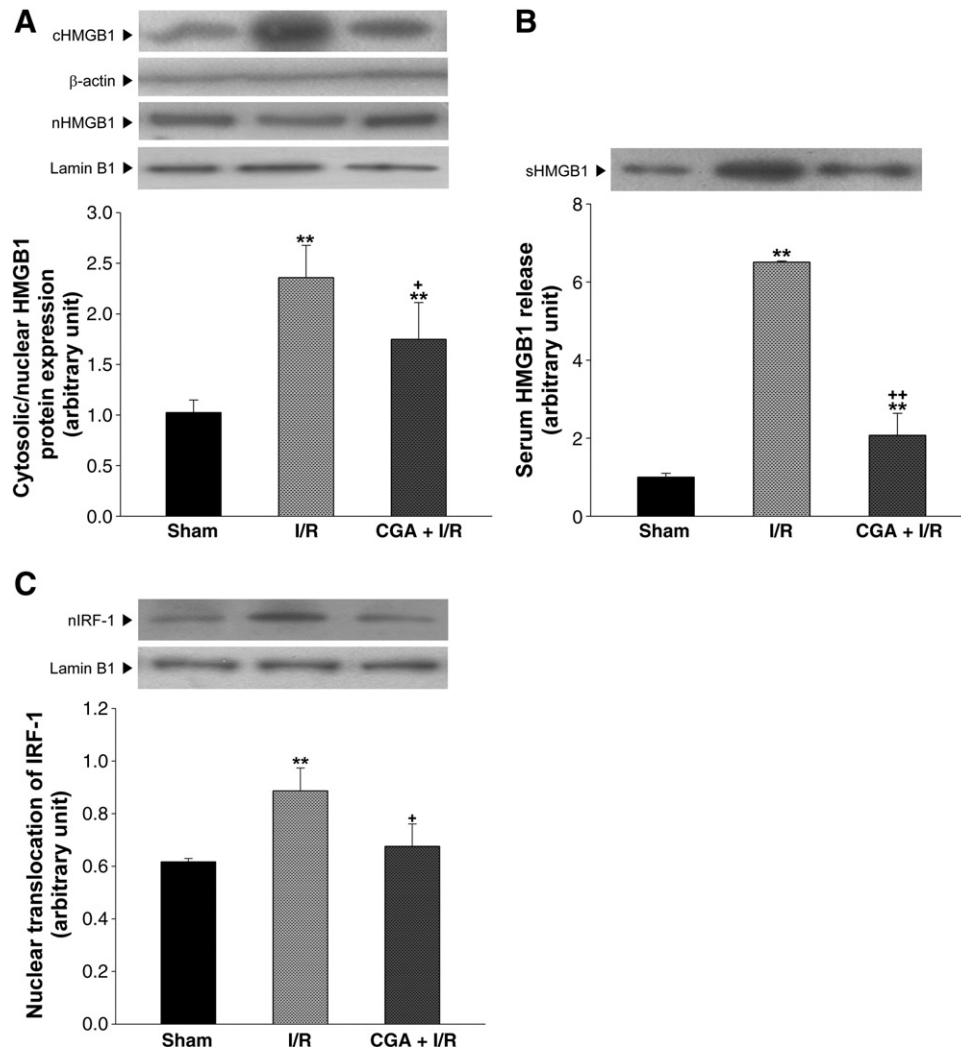 A
cHMGB1 ▶
β-actin ▶
nHMGB1 ▶
Lamin B1 ▶
Cytosolic/nuclear HMGB1
protein expression
(arbitrary unit)
3.0
2.5
2.0
1.5
1.0
0.5
0.0
**
+
**
Sham I/R CGA + I/R
B
sHMGB1 ▶
Serum HMGB1 release
(arbitrary unit)
8
6
4
2
0
**
++
**
Sham I/R CGA + I/R
C
nIRF-1 ▶
Lamin B1 ▶
Nuclear translocation of IRF-1
(arbitrary unit)
1.2
1.0
0.8
0.6
0.4
0.2
0.0
**
+
Sham I/R CGA + I/R